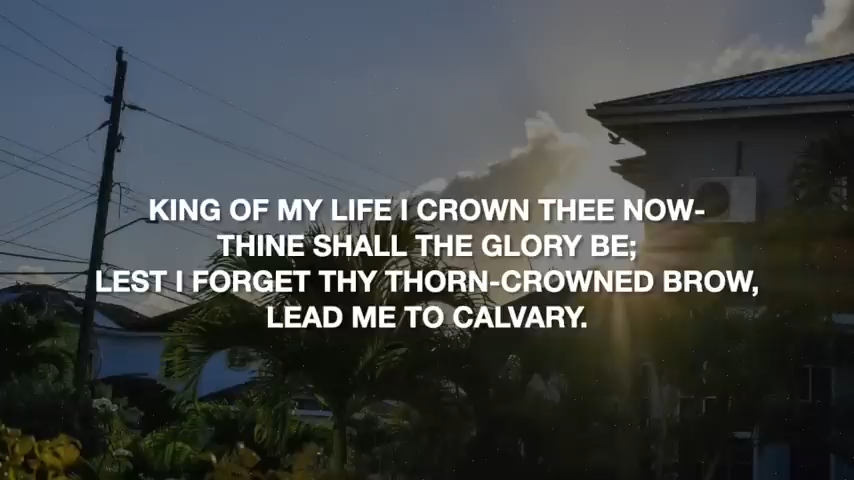 KING OF MY LIFE I CROWN THEE NOW-
THINE SHALL THE GLORY BE;
LEST I FORGET THY THORN-CROWNED BROW,
LEAD ME TO CALVARY.